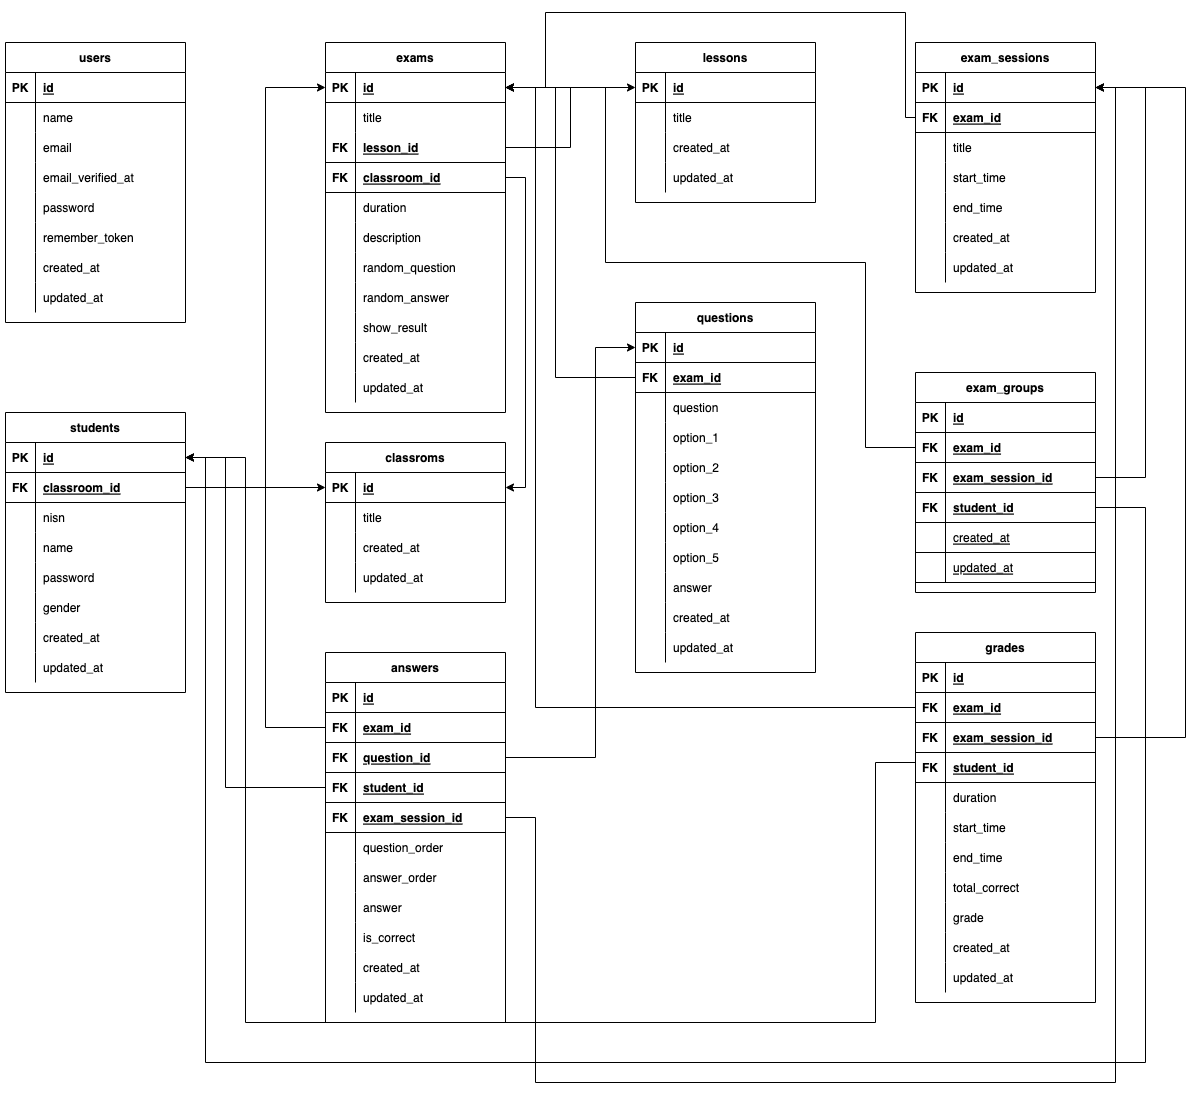 users
PK id
name
email
email_verified_at
password
remember_token
created_at
updated_at
exams
PK id
title
FK lesson_id
FK classroom_id
duration
description
random_question
random_answer
show_result
created_at
updated_at
lessons
PK id
title
created_at
updated_at
exam_sessions
PK id
FK exam_id
title
start_time
end_time
created_at
updated_at
students
PK id
FK classroom_id
nisn
name
password
gender
created_at
updated_at
classroms
PK id
title
created_at
updated_at
questions
PK id
FK exam_id
question
option_1
option_2
option_3
option_4
option_5
answer
created_at
updated_at
exam_groups
PK id
FK exam_id
FK exam_session_id
FK student_id
created_at
updated_at
answers
PK id
FK exam_id
FK question_id
FK student_id
FK exam_session_id
question_order
answer_order
answer
is_correct
created_at
updated_at
grades
PK id
FK exam_id
FK exam_session_id
FK student_id
duration
start_time
end_time
total_correct
grade
created_at
updated_at